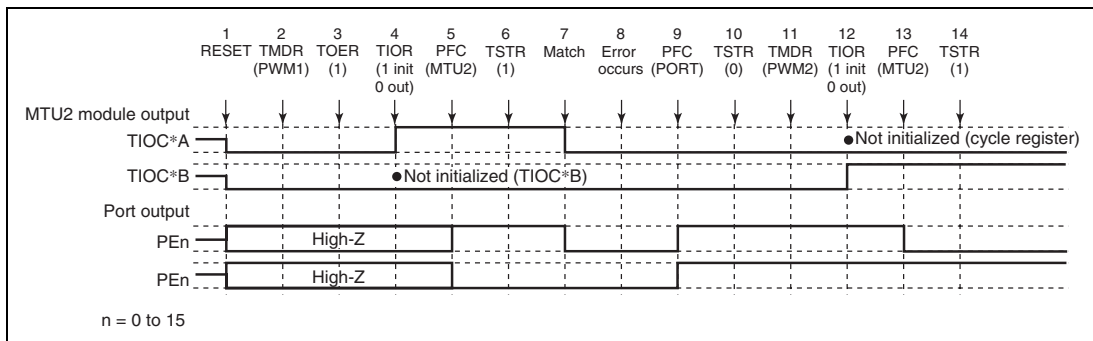 1 2 3 4 5 6 7 8 9 10 11 12 13 14
RESET TMDR TOER TIOR PFC TSTR Match Error PFC TSTR TMDR TIOR PFC TSTR
(PWM1) (1) (1 init (MTU2) (1) occurs (PORT) (0) (PWM2) (1 init (MTU2) (1)
0 out) 0 out)
MTU2 module output
TIOC*A ●Not initialized (cycle register)
TIOC*B ●Not initialized (TIOC*B)
Port output
PEn High-Z
PEn High-Z
n = 0 to 15